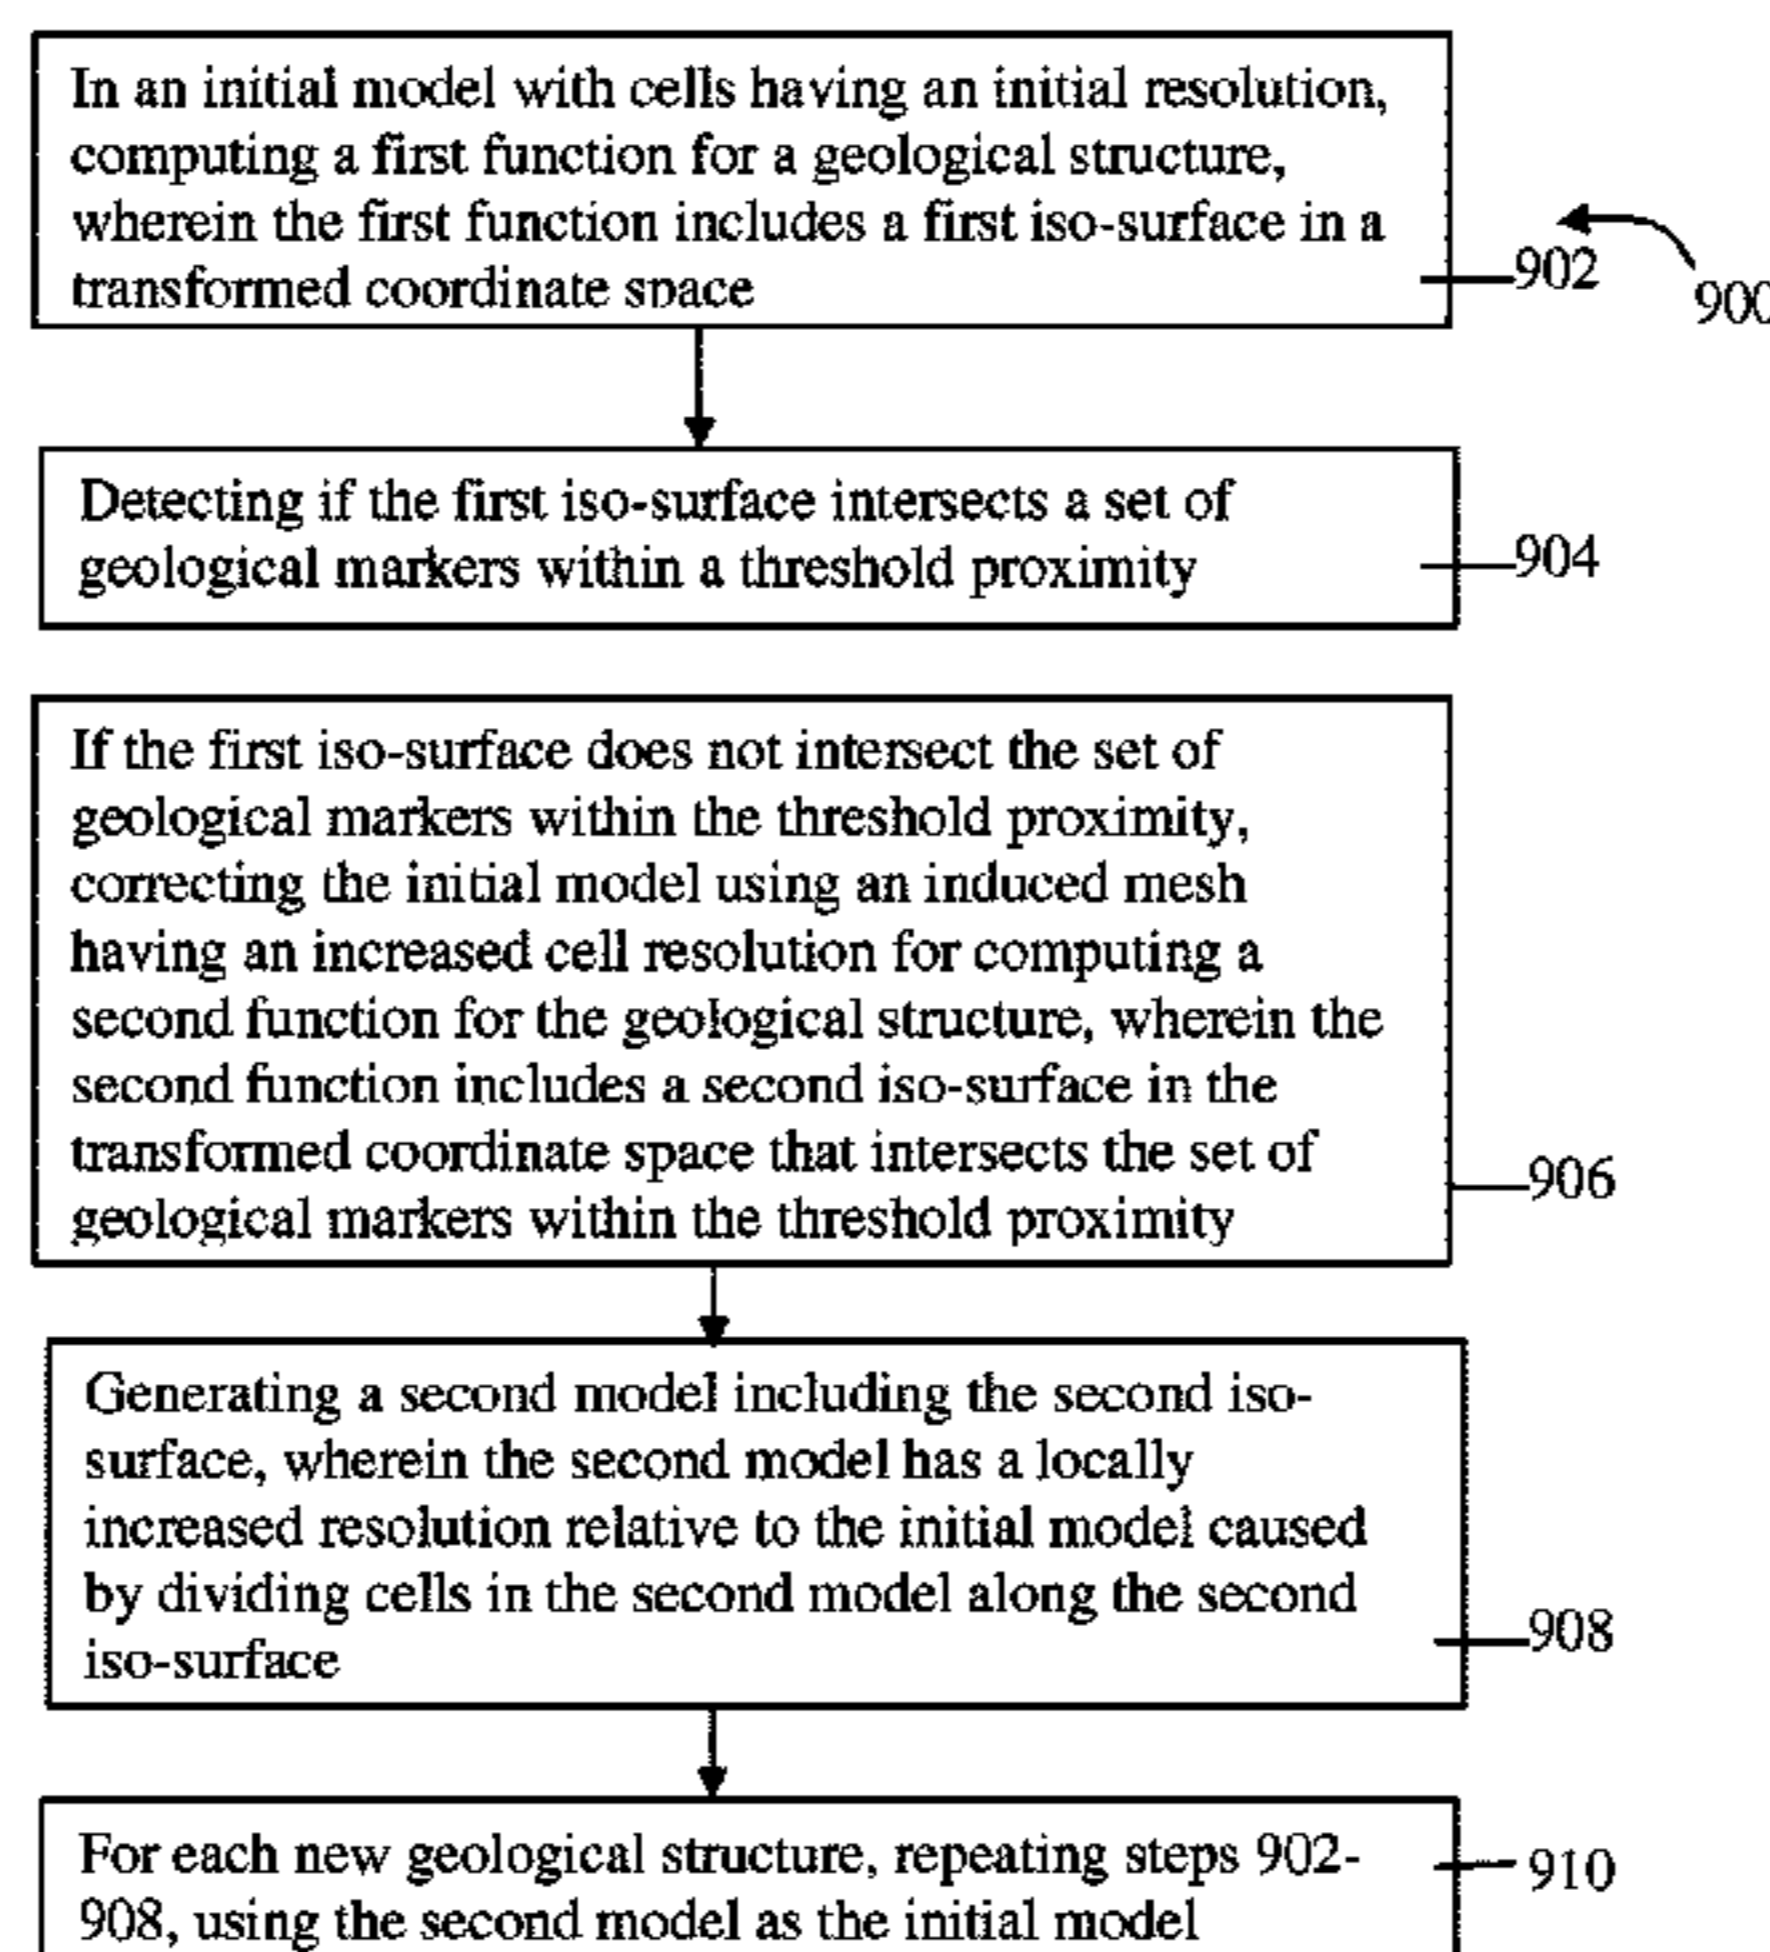 In an initial model with cells having an initial resolution,
computing a first function for a geological structure,
wherein the first function includes a first iso-surface in a
transformed coordinate space
902
900
Detecting if the first iso-surface intersects a set of
geological markers within a threshold proximity
904
If the first iso-surface does not intersect the set of
geological markers within the threshold proximity,
correcting the initial model using an induced mesh
having an increased cell resolution for computing a
second function for the geological structure, wherein the
second function includes a second iso-surface in the
transformed coordinate space that intersects the set of
geological markers within the threshold proximity
906
Generating a second model including the second iso-
surface, wherein the second model has a locally
increased resolution relative to the initial model caused
by dividing cells in the second model along the second
iso-surface
908
For each new geological structure, repeating steps 902-
908, using the second model as the initial model
910